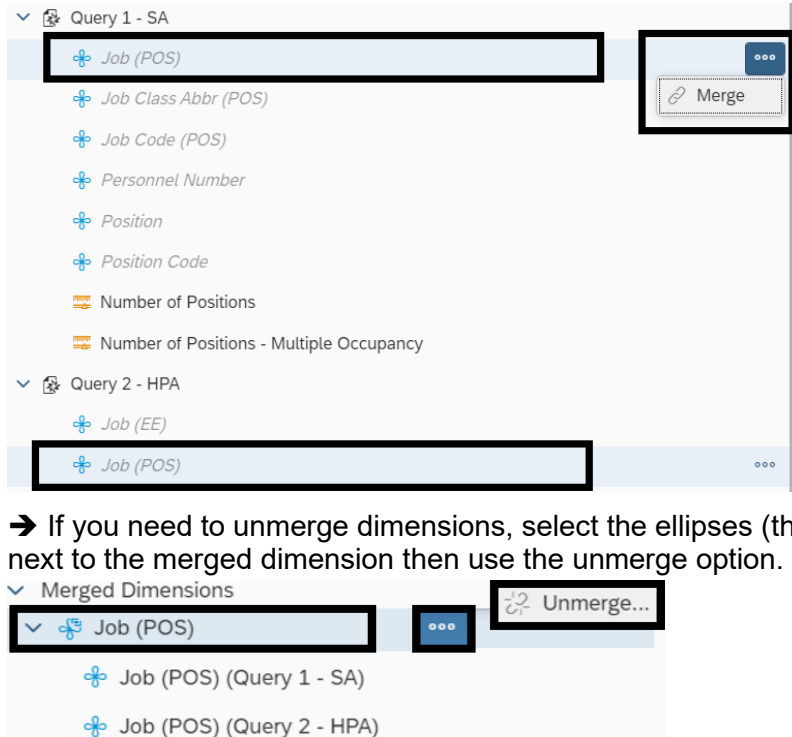 Query 1 - SA
Job (POS)
Job Class Abbr (POS)
Merge
Job Code (POS)
Personnel Number
Position
Position Code
Number of Positions
Number of Positions - Multiple Occupancy
Query 2 - HPA
Job (EE)
Job (POS)
➔ If you need to unmerge dimensions, select the ellipses
next to the merged dimension then use the unmerge option.
Merged Dimensions
Unmerge...
Job (POS)
Job (POS) (Query 1 - SA)
Job (POS) (Query 2 - HPA)